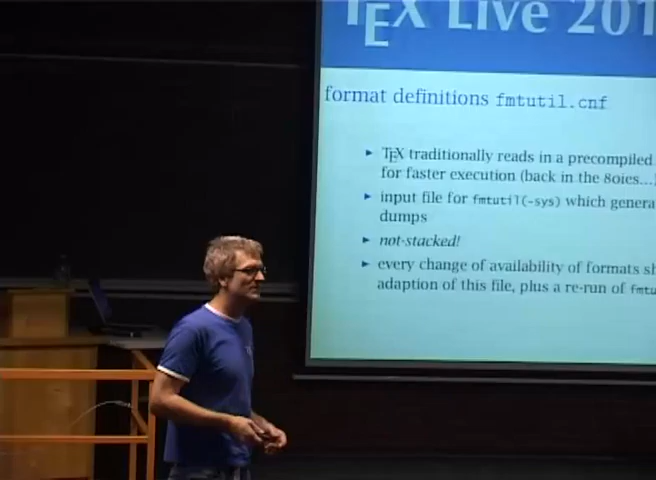 TEX Live 201
format definitions fmtutil.cnf
▸ TEX traditionally reads in a precompiled
for faster execution (back in the 80ies...
▸ input file for fmtutil(-sys) which
dumps
▸ not-stacked!
▸ every change of availability of formats
adaption of this file, plus a re-run of